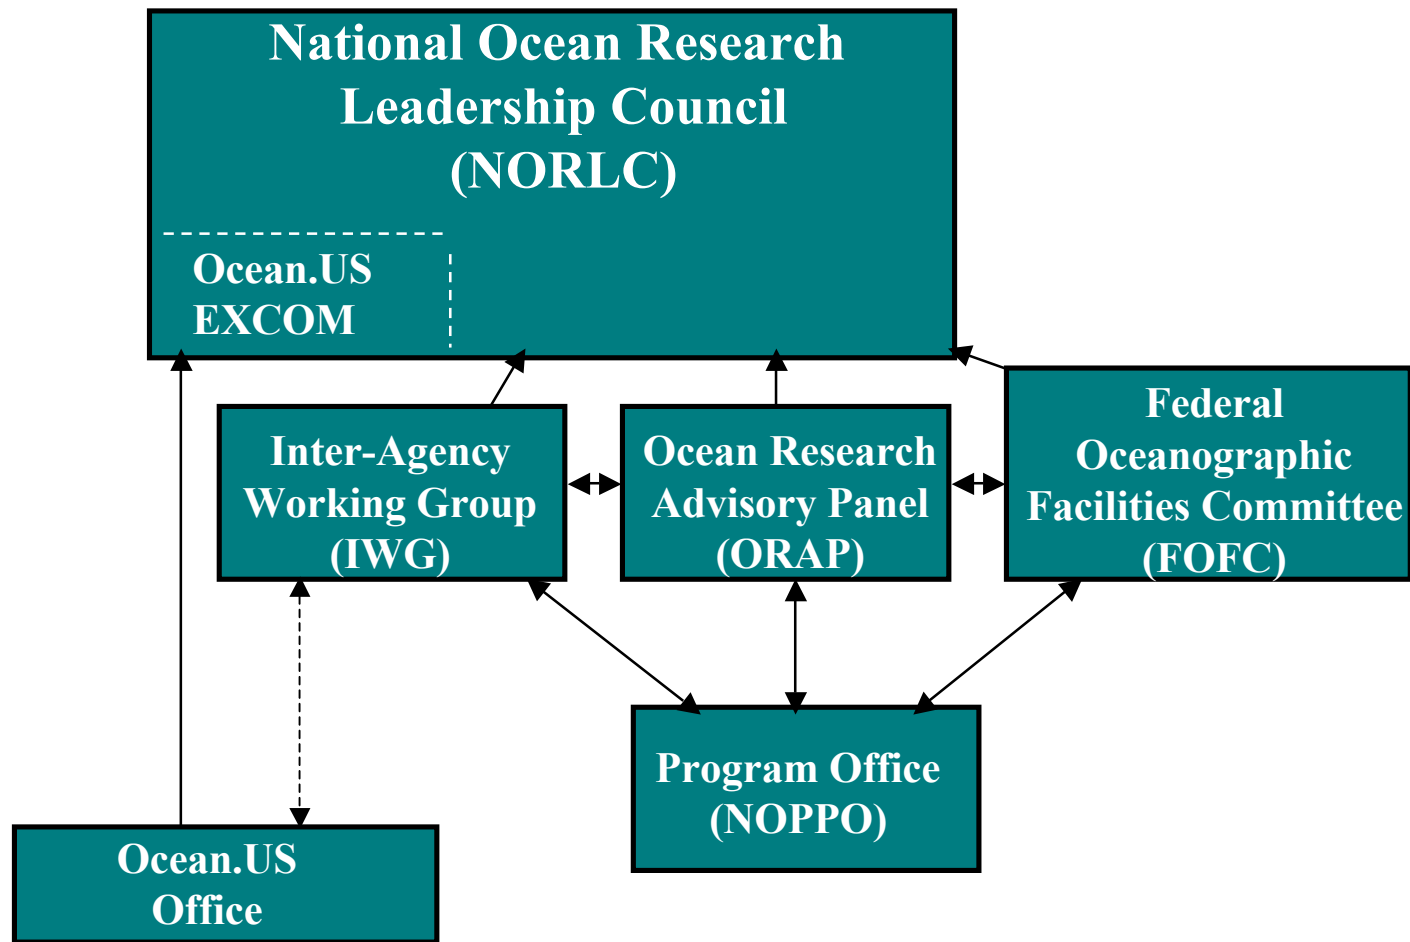 National Ocean Research
Leadership Council
(NORLC)
Ocean.US
EXCOM
Inter-Agency
Working Group
(IWG)
Ocean Research
Advisory Panel
(ORAP)
Federal
Oceanographic
Facilities Committee
(FOFC)
Program Office
(NOPPO)
Ocean.US
Office